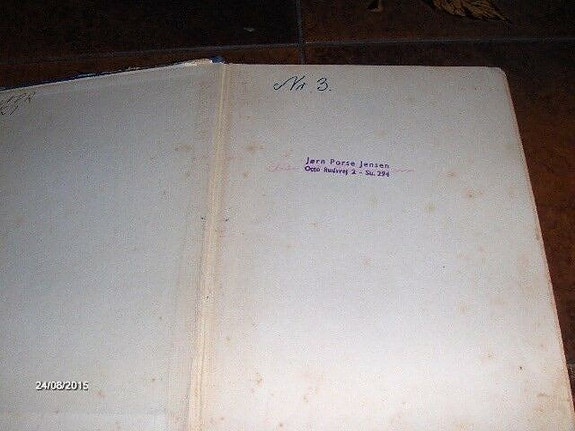 Nr 3.
Jørn Porse Jensen
Otto Rudsvej 2 - Su. 294
24/08/2015